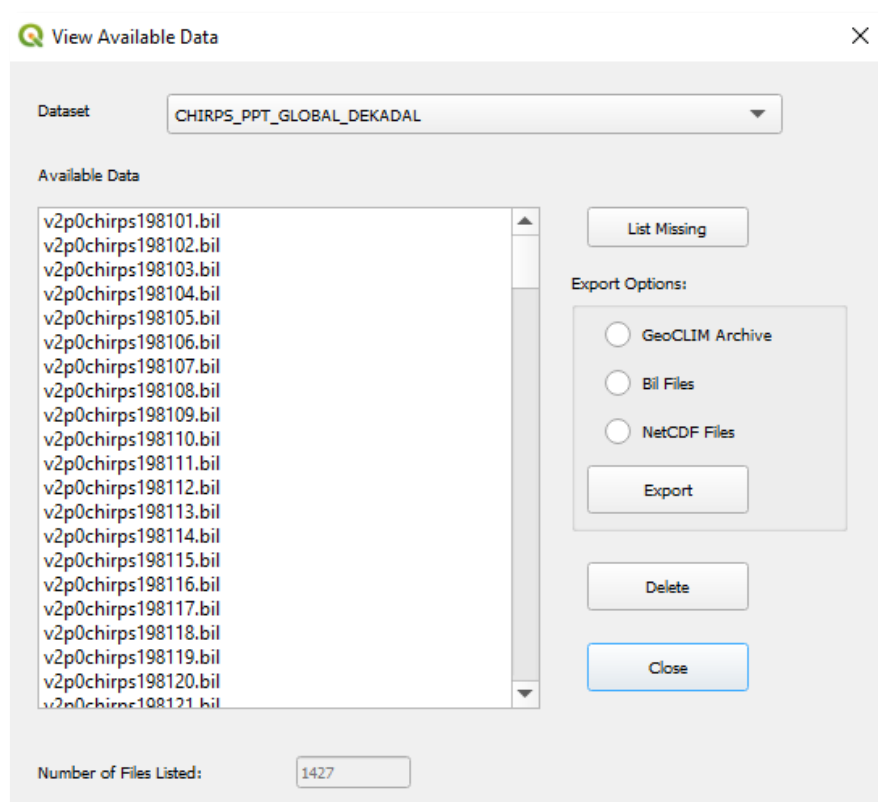 View Available Data
Dataset
CHIRPS_PPT_GLOBAL_DEKADAL
Available Data
v2p0chirps198101.bil
v2p0chirps198102.bil
v2p0chirps198103.bil
v2p0chirps198104.bil
v2p0chirps198105.bil
v2p0chirps198106.bil
v2p0chirps198107.bil
v2p0chirps198108.bil
v2p0chirps198109.bil
v2p0chirps198110.bil
v2p0chirps198111.bil
v2p0chirps198112.bil
v2p0chirps198113.bil
v2p0chirps198114.bil
v2p0chirps198115.bil
v2p0chirps198116.bil
v2p0chirps198117.bil
v2p0chirps198118.bil
v2p0chirps198119.bil
v2p0chirps198120.bil
v2p0chirps198121.bil
List Missing
Export Options:
GeoCLIM Archive
Bil Files
NetCDF Files
Export
Delete
Close
Number of Files Listed:
1427